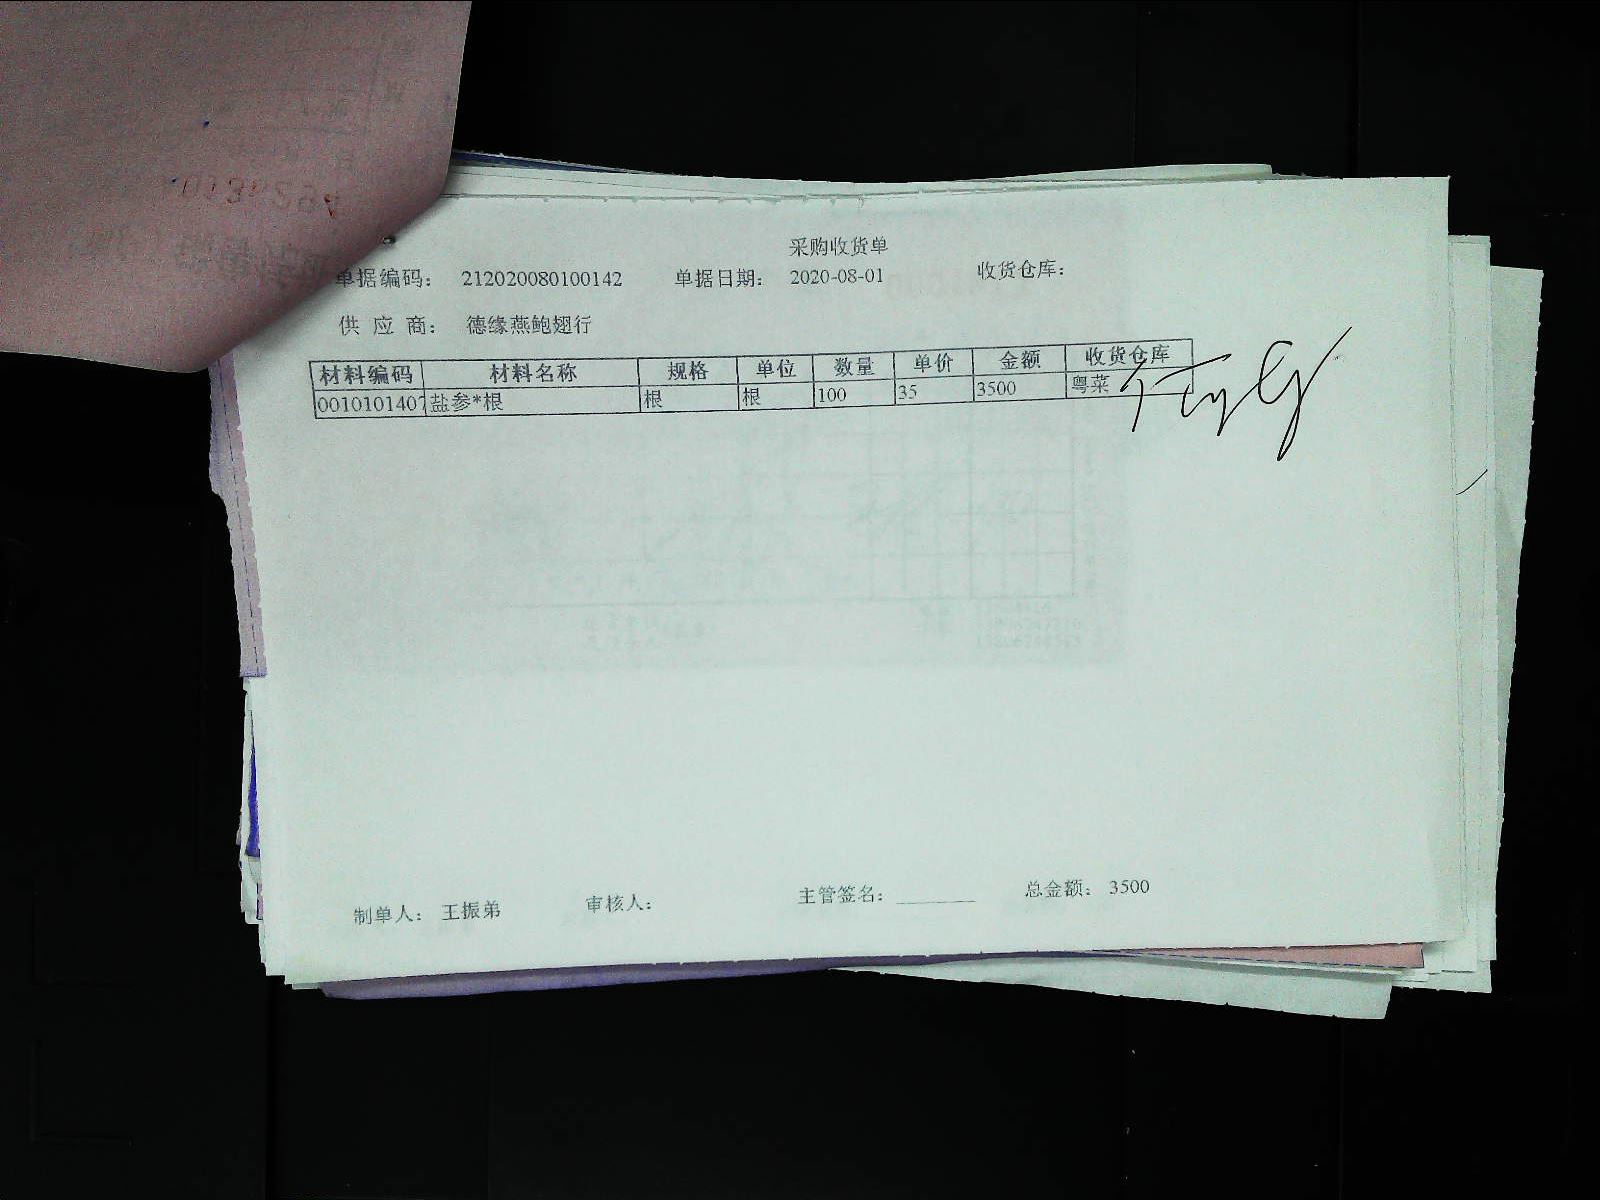 采购收货单
单据编码： 212020080100142 单据日期： 2020-08-01 收货仓库：
供 应 商： 德缘燕鲍翅行
材料编码 材料名称 规格 单位 数量 单价 金额 收货仓库
0010101407 盐参*根 根 根 100 35 3500 粤菜
制单人： 王振弟 审核人： 主管签名： 总金额： 3500